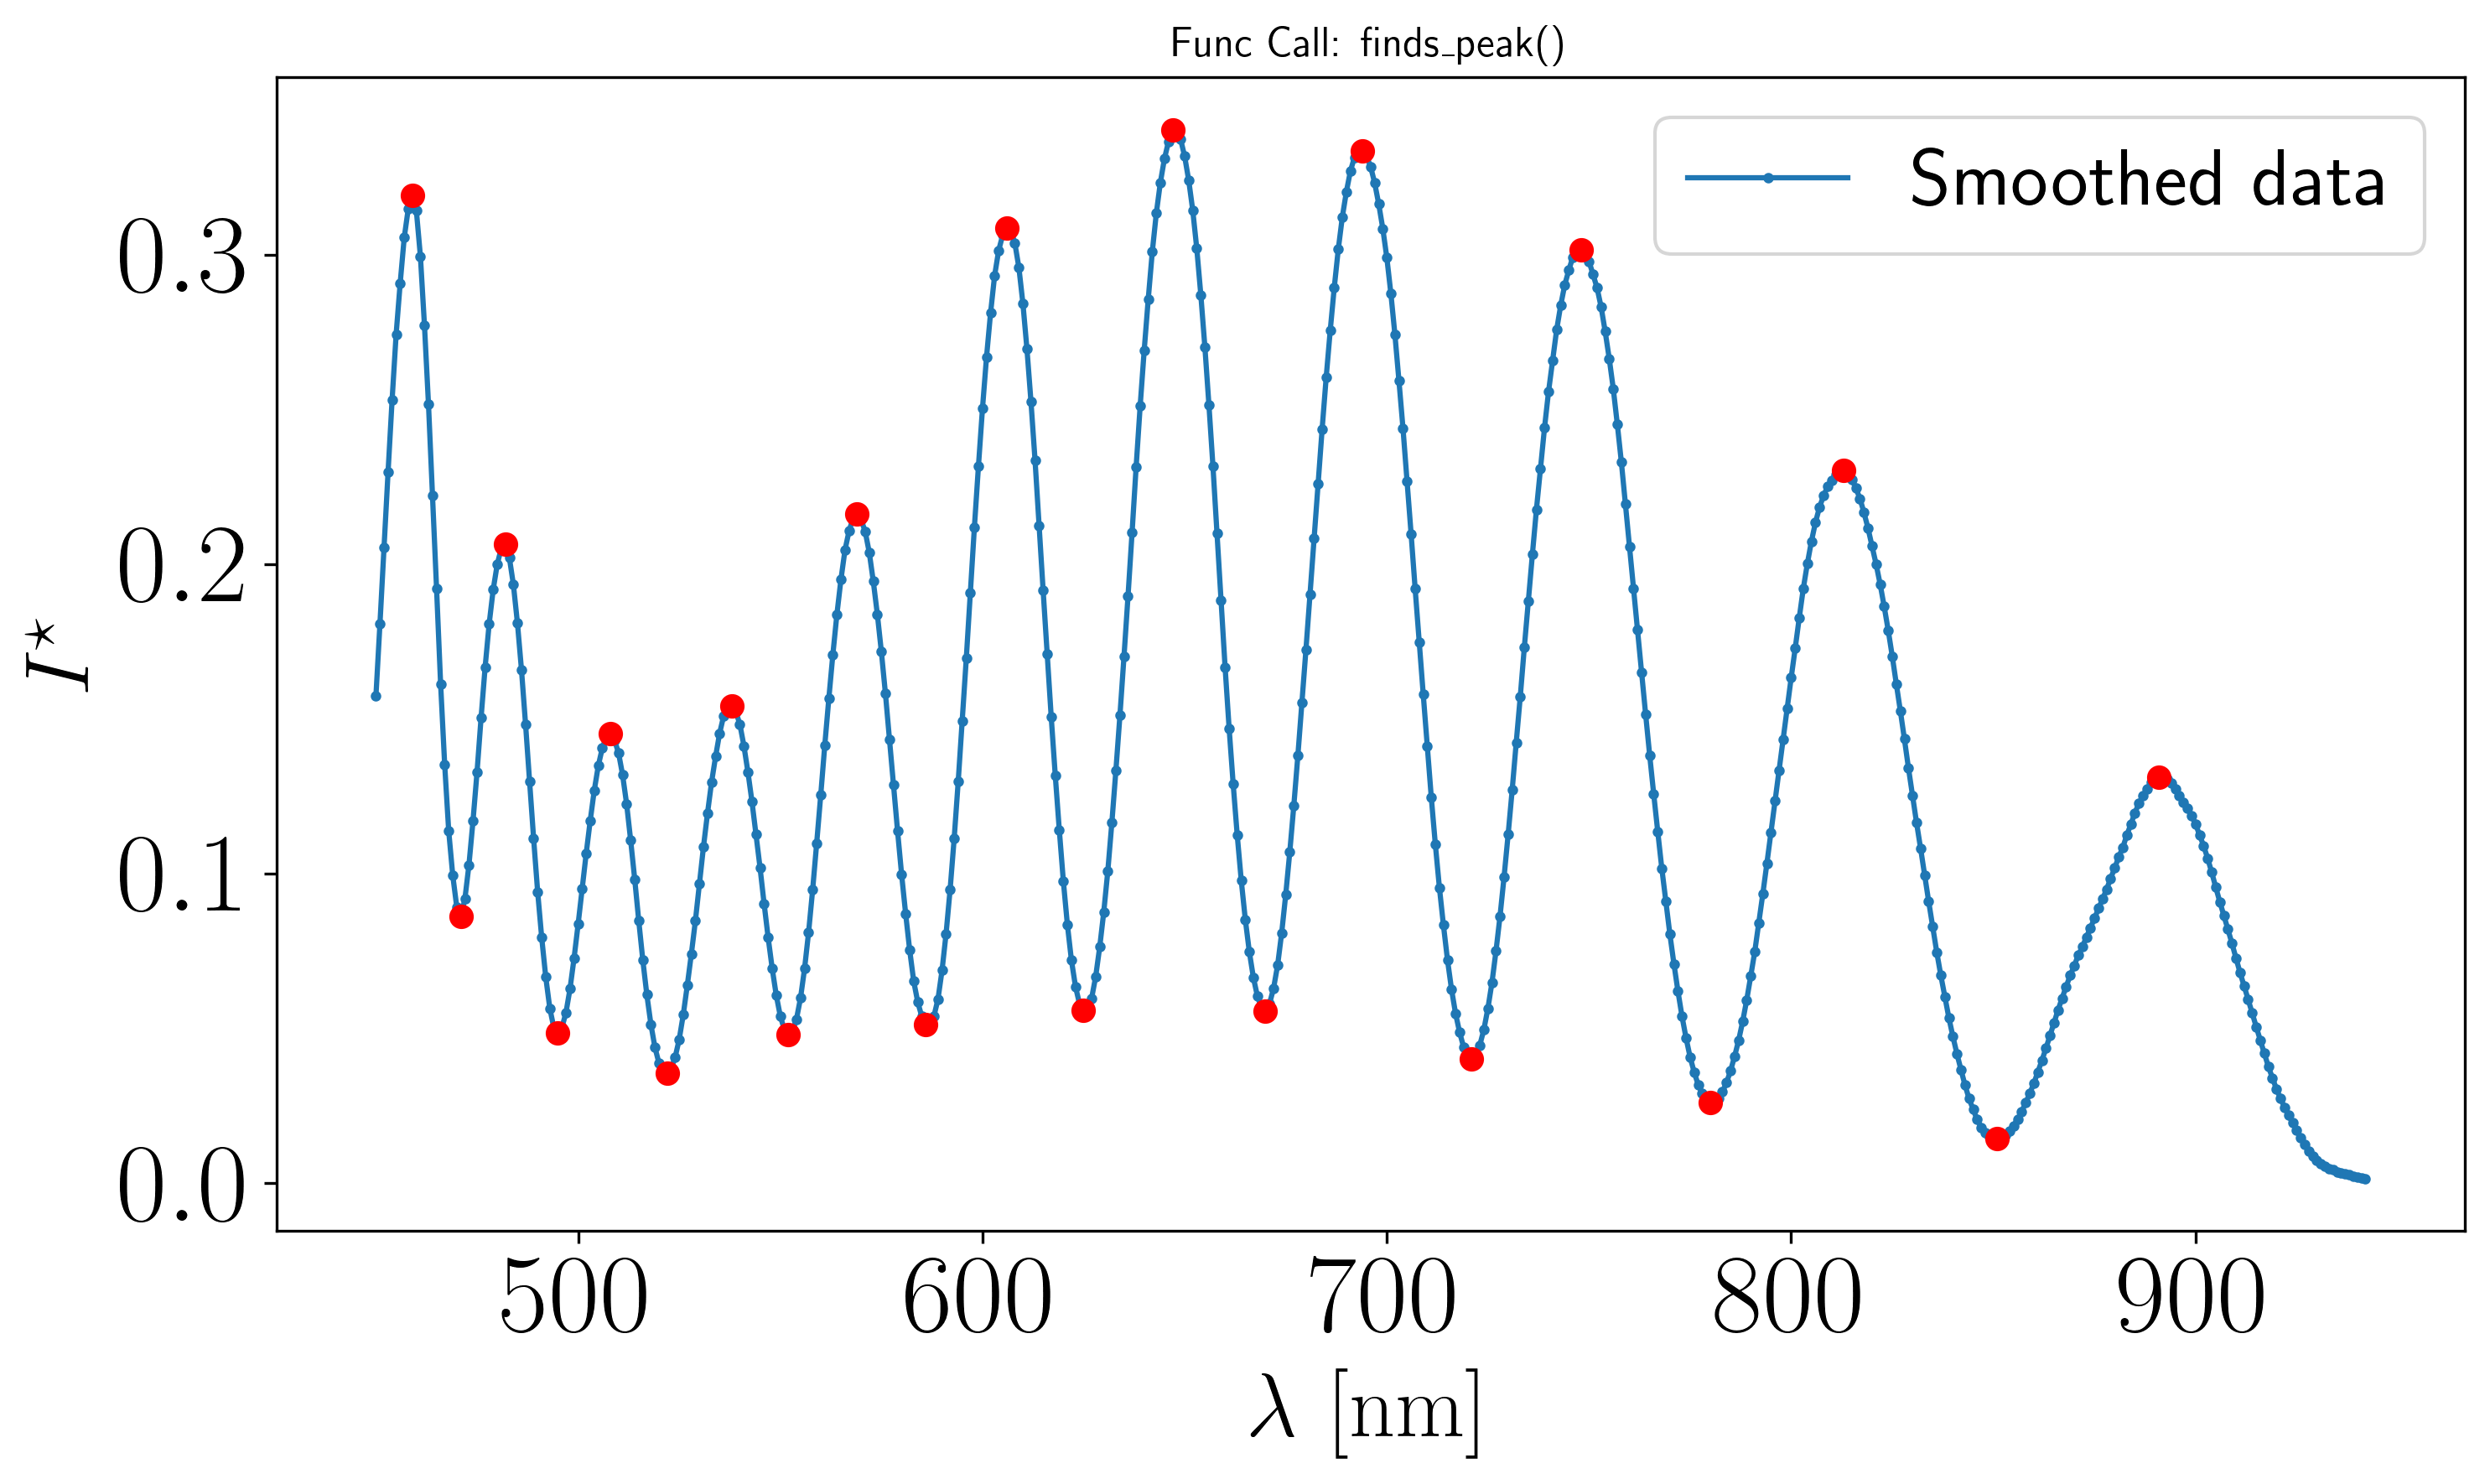 Func Call: finds_peak()
Smoothed data
0.3
0.2
0.1
0.0
I⋆
500 600 700 800 900
λ [nm]